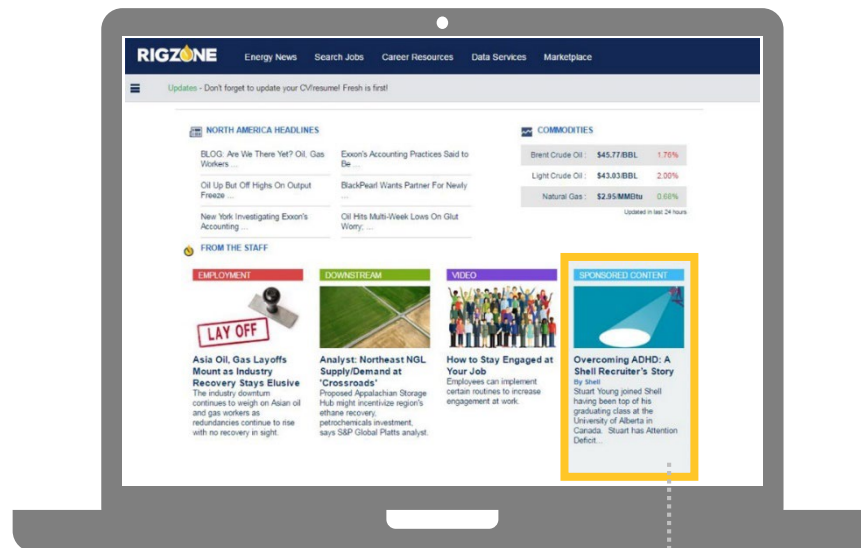 RIGZONE
Energy News Search Jobs Career Resources Data Services Marketplace
Updates - Don't forget to update your CV/resume! Fresh is first!
NORTH AMERICA HEADLINES
BLOG: Are We There Yet? Oil, Gas
Workers ...
Exxon's Accounting Practices Said to
Be ...
Oil Up But Off Highs On Output
Freeze ...
BlackPearl Wants Partner For Newly
...
New York Investigating Exxon's
Accounting ...
Oil Hits Multi-Week Lows On Glut
Worry; ...
COMMODITIES
Brent Crude Oil : $45.77/BBL 1.76%
Light Crude Oil : $43.03/BBL 2.00%
Natural Gas : $2.95/MMBtu 0.68%
Updated in last 24 hours
FROM THE STAFF
EMPLOYMENT
LAY OFF
Asia Oil, Gas Layoffs
Mount as Industry
Recovery Stays Elusive
The industry downturn
continues to weigh on Asian oil
and gas workers as
redundancies continue to rise
with no recovery in sight.
DOWNSTREAM
Analyst: Northeast NGL
Supply/Demand at
'Crossroads'
Proposed Appalachian Storage
Hub might incentivize region's
ethane recovery,
petrochemicals investment,
says S&P Global Platts analyst.
VIDEO
How to Stay Engaged at
Your Job
Employees can implement
certain routines to increase
engagement at work.
SPONSORED CONTENT
Overcoming ADHD: A
Shell Recruiter's Story
By Shell
Stuart Young joined Shell
having been top of his
graduating class at the
University of Alberta in
Canada. Stuart has Attention
Deficit...